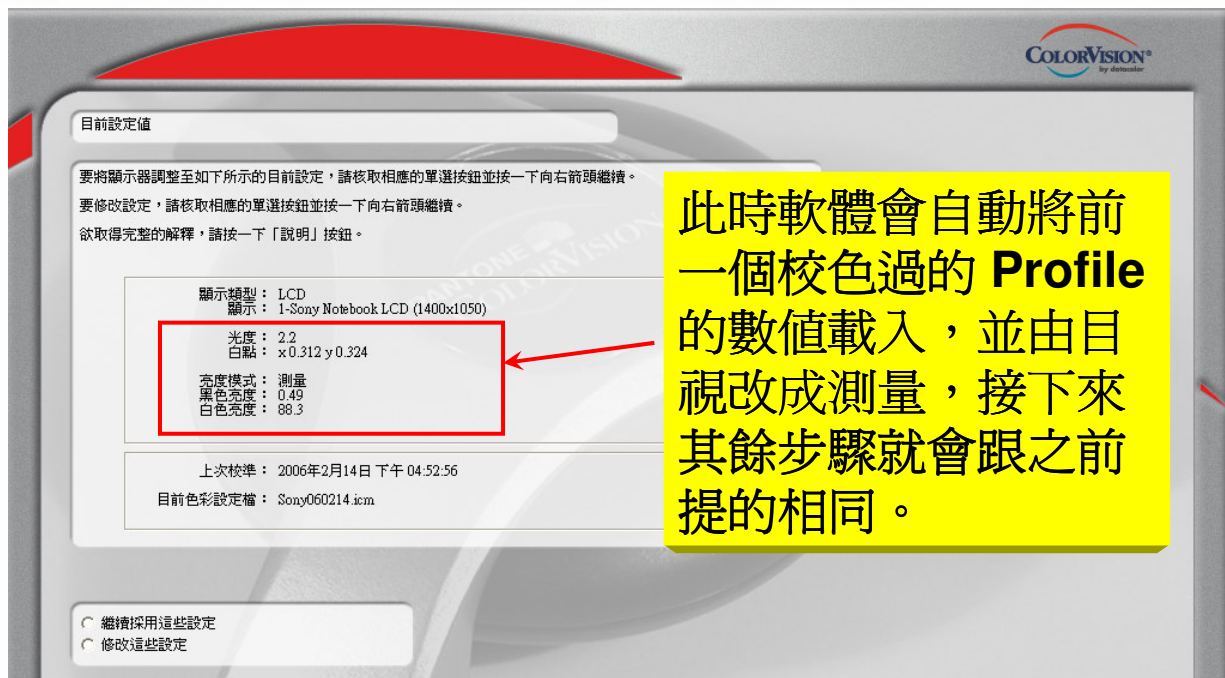 COLORVISION®
by datacolor
目前設定值
要將顯示器調整至如下所示的目前設定，請核取相應的單選按鈕並按一下向右箭頭繼續。
要修改設定，請核取相應的單選按鈕並按一下向右箭頭繼續。
欲取得完整的解釋，請按一下「說明」按鈕。
顯示類型： LCD
顯示： 1-Sony Notebook LCD (1400x1050)
光度： 2.2
白點： x 0.312 y 0.324
亮度模式： 測量
黑色亮度： 0.49
白色亮度： 88.3
上次校準： 2006年2月14日 下午 04:52:56
目前色彩設定檔： Sony060214.icm
繼續採用這些設定
修改這些設定
此時軟體會自動將前
一個校色過的 Profile
的數值載入，並由目
視改成測量，接下來
其餘步驟就會跟之前
提的相同。